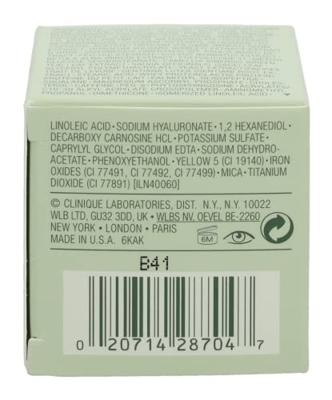 LINOLEIC ACID • SODIUM HYALURONATE • 1,2 HEXANEDIOL •
DECARBOXY CARNOSINE HCL • POTASSIUM SULFATE •
CAPRYLYL GLYCOL • DISODIUM EDTA • SODIUM DEHYDRO-
ACETATE • PHENOXYETHANOL • YELLOW 5 (CI 19140) • IRON
OXIDES (CI 77491, CI 77492, CI 77499) • MICA • TITANIUM
DIOXIDE (CI 77891) [ILN40060]
© CLINIQUE LABORATORIES, DIST. N.Y., N.Y. 10022
WLB LTD, GU32 3DD, UK • WLBS NV. OEVEL BE-2260
NEW YORK • LONDON • PARIS
MADE IN U.S.A. 6KAK
6M
B41
0 20714 28704 7